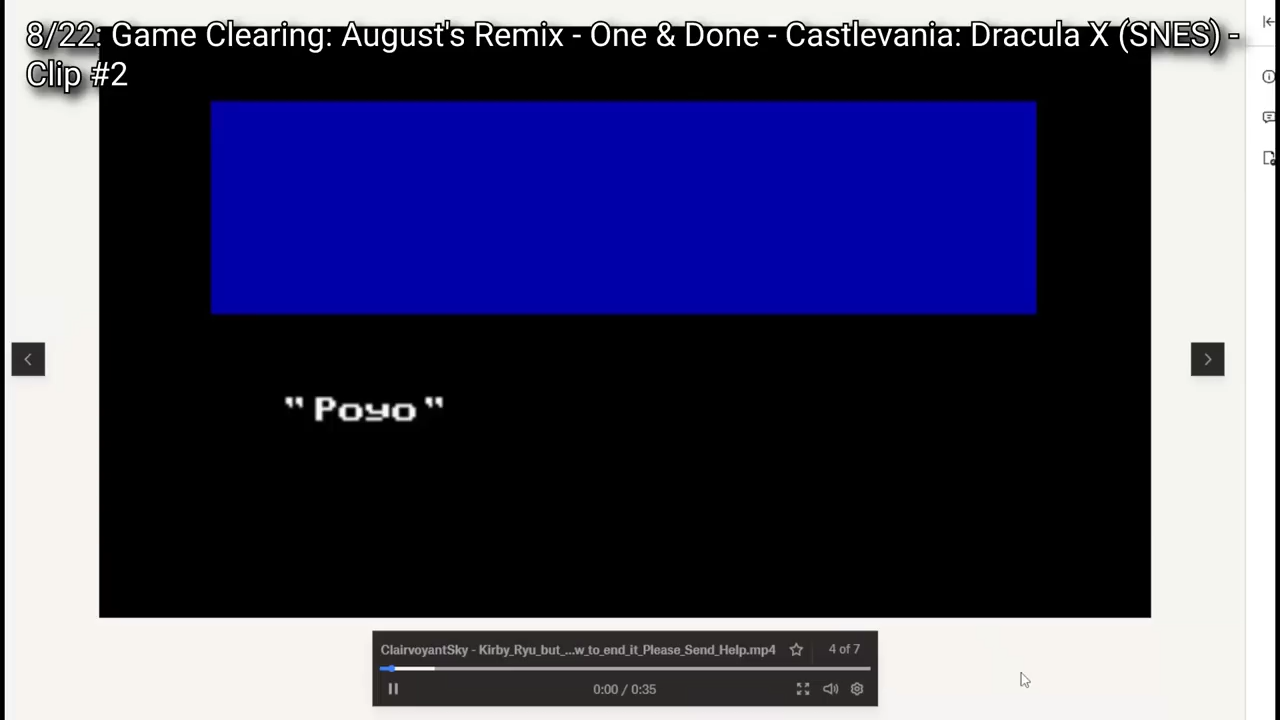 8/22: Game Clearing: August's Remix - One & Done - Castlevania: Dracula X (SNES) -
Clip #2
"Poyo"
ClairvoyantSky - Kirby_Ryu_but_...w_to_end_it_Please_Send_Help.mp4
4 of 7
0:00 / 0:35